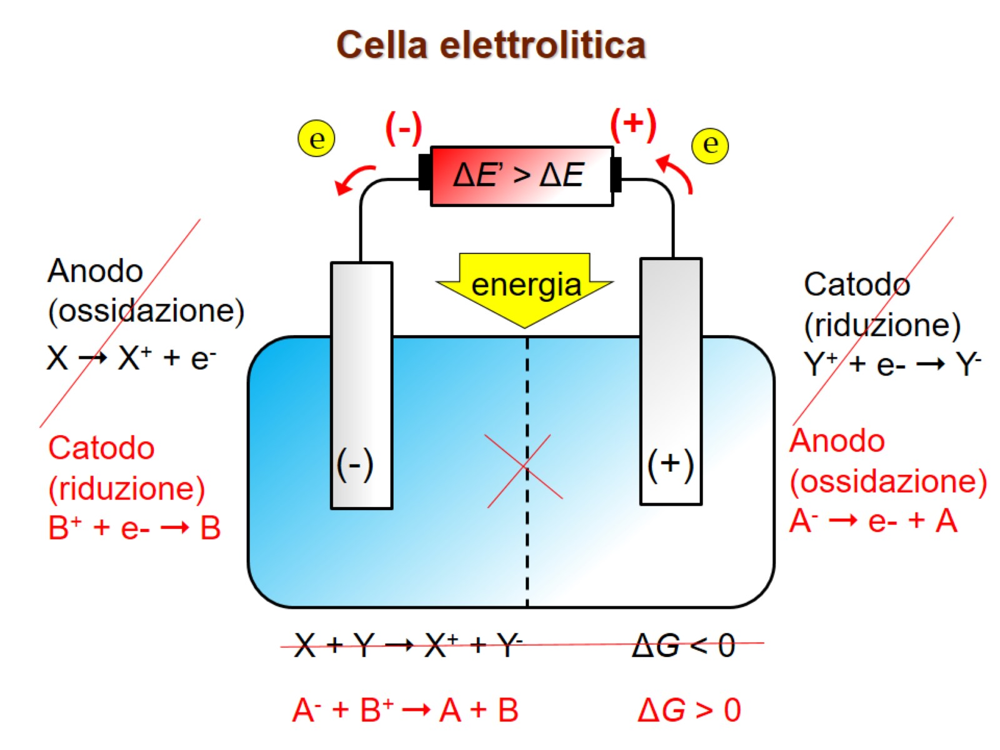 Cella elettrolitica
(-)
(+)
e
e
ΔE’ > ΔE
energia
Anodo
(ossidazione)
X → X⁺ + e⁻
Catodo
(riduzione)
Y⁺ + e- → Y⁻
Catodo
(riduzione)
B⁺ + e- → B
(-)
(+)
Anodo
(ossidazione)
A⁻ → e- + A
X + Y → X⁺ + Y⁻ ΔG < 0
A⁻ + B⁺ → A + B ΔG > 0